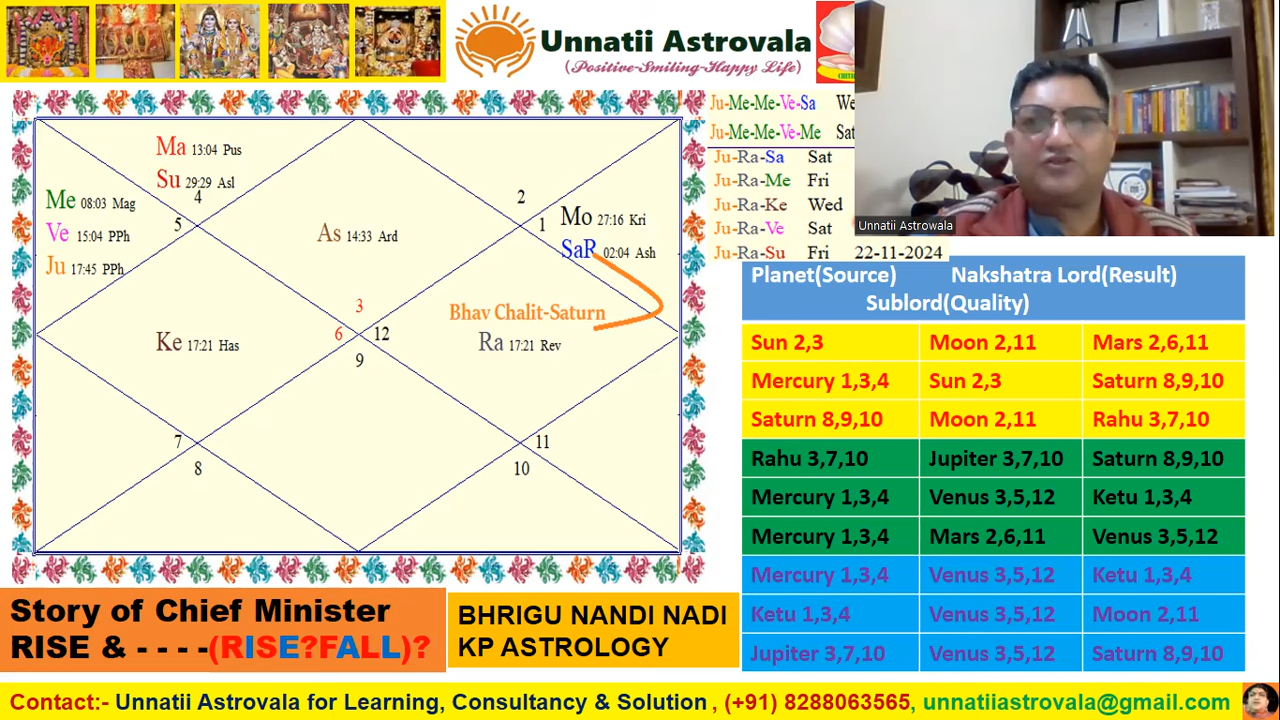 Unnatii Astrovala
(Positive-Smiling-Happy Life)
Ju-Me-Me-Ve-Sa We
Ju-Me-Me-Ve-Me Sat
Ju-Ra-Sa Sat
Ju-Ra-Me Fri
Ju-Ra-Ke Wed
Ju-Ra-Ve Sat
Ju-Ra-Su Fri 22-11-2024
Unnatii Astrowala
Ma 13:04 Pus
Su 29:29 Asl
4
Me 08:03 Mag
5
Ve 15:04 PPh
Ju 17:45 PPh
As 14:33 Ard
2
1
Mo 27:16 Kri
SaR 02:04 Ash
3
Bhav Chalit-Saturn
6
12
Ke 17:21 Has
Ra 17:21 Rev
9
7
8
11
10
Planet(Source) Nakshatra Lord(Result)
Sublord(Quality)
Sun 2,3 Moon 2,11 Mars 2,6,11
Mercury 1,3,4 Sun 2,3 Saturn 8,9,10
Saturn 8,9,10 Moon 2,11 Rahu 3,7,10
Rahu 3,7,10 Jupiter 3,7,10 Saturn 8,9,10
Mercury 1,3,4 Venus 3,5,12 Ketu 1,3,4
Mercury 1,3,4 Mars 2,6,11 Venus 3,5,12
Mercury 1,3,4 Venus 3,5,12 Ketu 1,3,4
Ketu 1,3,4 Venus 3,5,12 Moon 2,11
Jupiter 3,7,10 Venus 3,5,12 Saturn 8,9,10
Story of Chief Minister
RISE & - - - -(RISE?FALL)?
BHRIGU NANDI NADI
KP ASTROLOGY
Contact:- Unnatii Astrovala for Learning, Consultancy & Solution , (+91) 8288063565, unnatiiastrovala@gmail.com